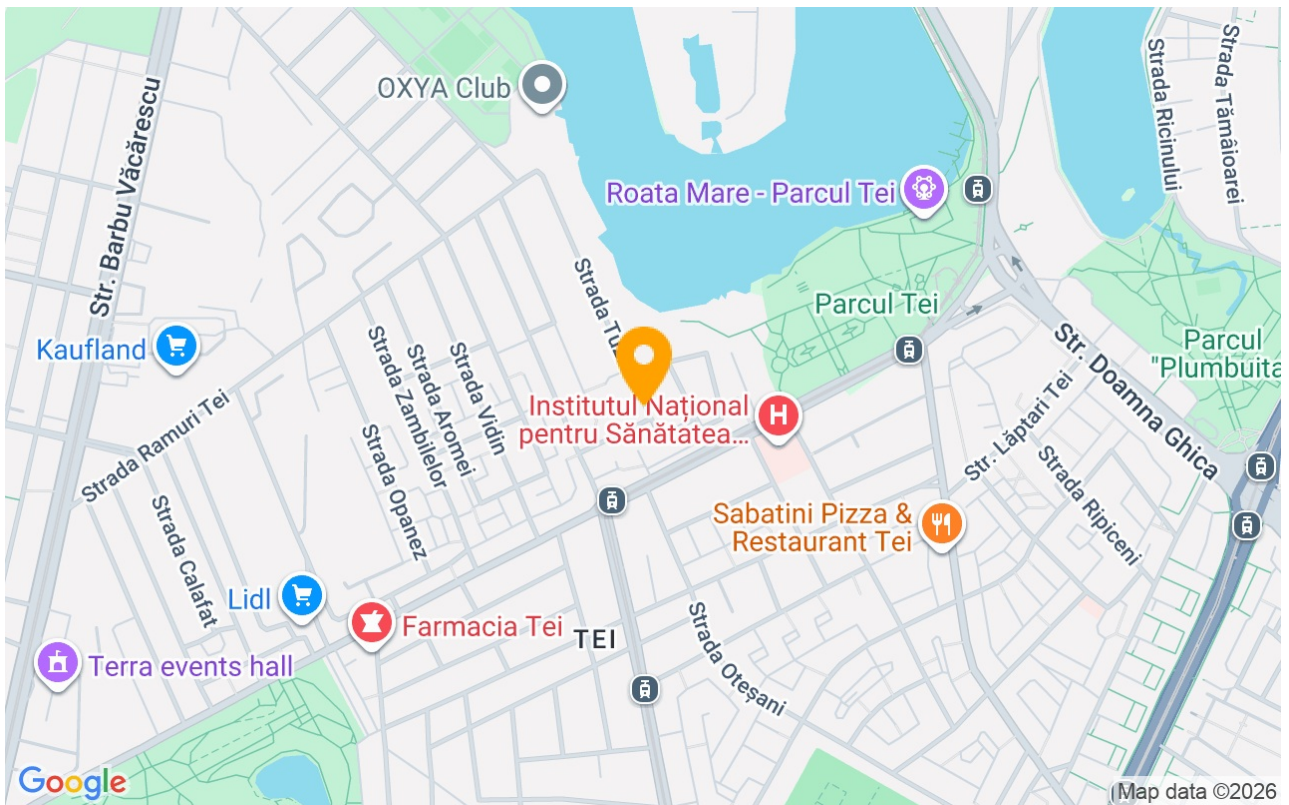 OXYA Club
Str. Barbu Văcărescu
Strada Ricinului
Strada Tămâioarei
Roata Mare - Parcul Tei
Strada
Parcul Tei
Kaufland
Strada Zambilelor
Strada Aromei
Strada Vidin
Str. Doamna Ghica
Parcul
"Plumbuita
Institutul Național
pentru Sănătatea...
H
Strada Ramuri Tei
Strada Opanez
Str. Lăptari Tei
Strada Ripiceni
Strada Calafat
Sabatini Pizza &
Restaurant Tei
Lidl
Farmacia Tei
TEI
Strada Oteșani
Terra events hall
Google
Map data ©2026